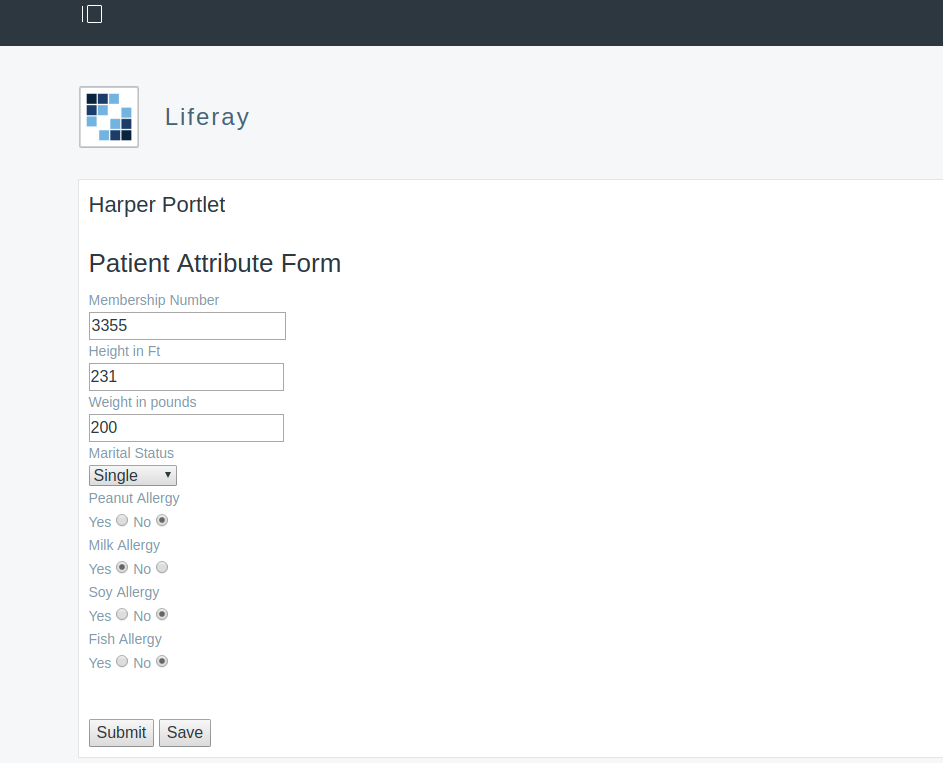 Liferay
Harper Portlet
Patient Attribute Form
Membership Number
3355
Height in Ft
231
Weight in pounds
200
Marital Status
Single
Peanut Allergy
Yes No
Milk Allergy
Yes No
Soy Allergy
Yes No
Fish Allergy
Yes No
Submit Save